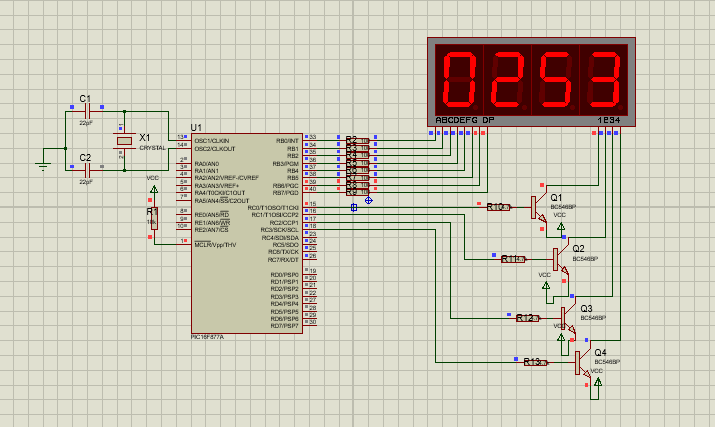 0253
ABCDEFG DP
1234
C1
22pF
X1
CRYSTAL
C2
22pF
VCC
R1
U1
13
14
2
3
4
5
6
7
8
9
10
1
OSC1/CLKIN
OSC2/CLKOUT
RA0/AN0
RA1/AN1
RA2/AN2/VREF-/CVREF
RA3/AN3/VREF+
RA4/T0CKI/C1OUT
RA5/AN4/SS/C2OUT
RE0/AN5/RD
RE1/AN6/WR
RE2/AN7/CS
MCLR/Vpp/THV
RB0/INT
RB1
RB2
RB3/PGM
RB4
RB5
RB6/PGC
RB7/PGD
RC0/T1OSO/T1CKI
RC1/T1OSI/CCP2
RC2/CCP1
RC3/SCK/SCL
RC4/SDI/SDA
RC5/SDO
RC6/TX/CK
RC7/RX/DT
RD0/PSP0
RD1/PSP1
RD2/PSP2
RD3/PSP3
RD4/PSP4
RD5/PSP5
RD6/PSP6
RD7/PSP7
33
34
35
36
37
38
39
40
15
16
17
18
23
24
25
26
19
20
21
22
27
28
29
30
PIC16F877A
R2
R9
R10
Q1
BC546BP
VCC
R11
Q2
BC546BP
VCC
R12
Q3
BC546BP
VCC
R13
Q4
BC546BP
VCC